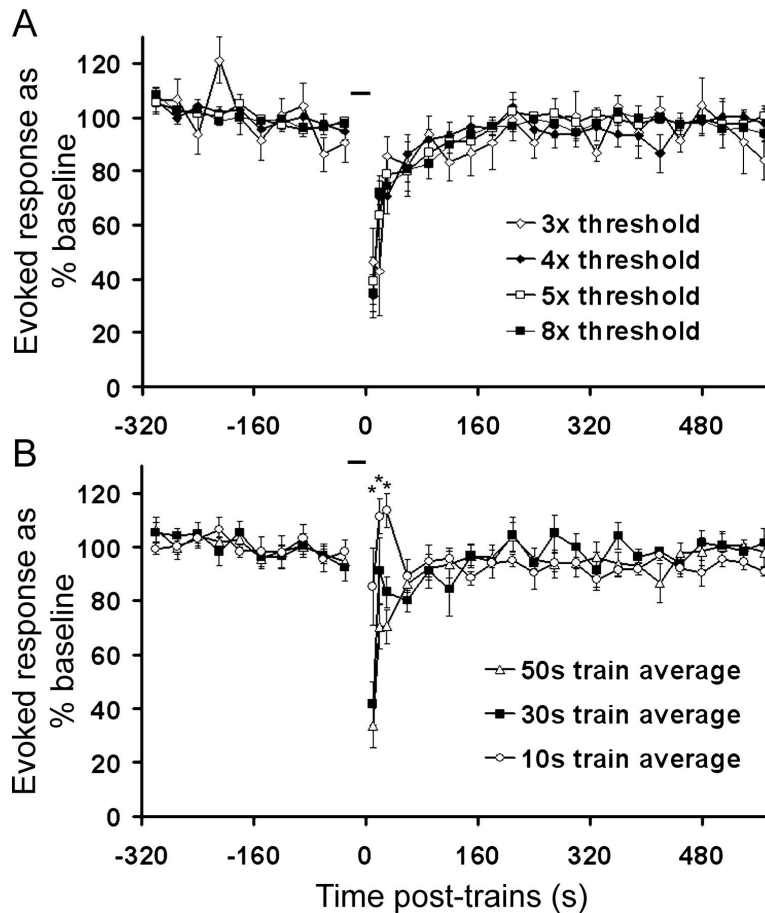 A
Evoked response as
% baseline
120
100
80
60
40
20
0
3x threshold
4x threshold
5x threshold
8x threshold
-320
-160
0
160
320
480
B
Evoked response as
% baseline
120
100
80
60
40
20
0
* * *
50s train average
30s train average
10s train average
-320
-160
0
160
320
480
Time post-trains (s)